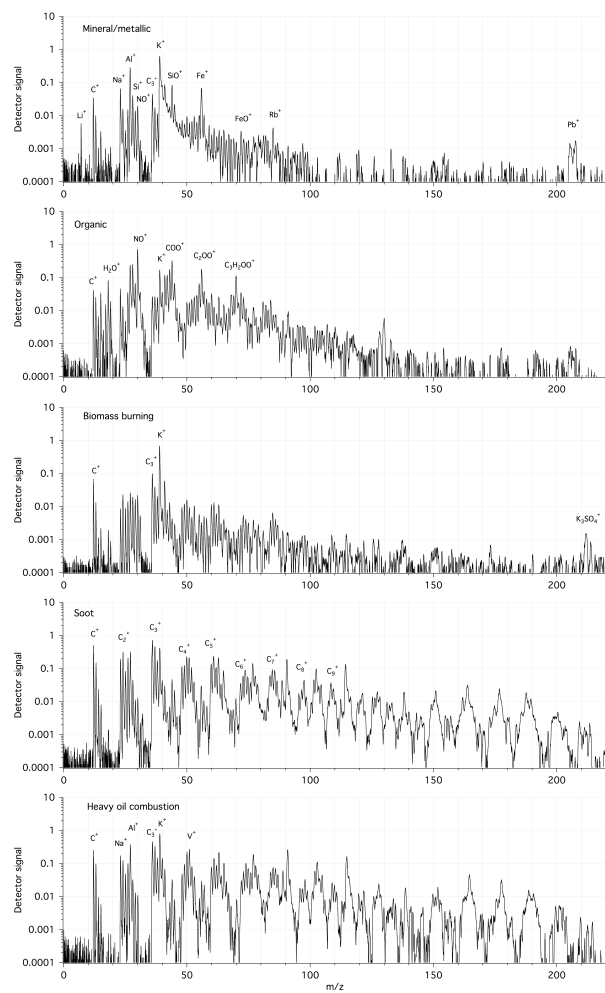 Mineral/metallic
Detector signal
10
1
0.1
0.01
0.001
0.0001
Li⁺
C⁺
Na⁺
Al⁺
Si⁺
NO⁺
C₃⁺
K⁺
SiO⁺
Fe⁺
FeO⁺
Rb⁺
Pb⁺
0 50 100 150 200
Organic
Detector signal
10
1
0.1
0.01
0.001
0.0001
C⁺
H₂O⁺
NO⁺
K⁺
COO⁺
C₂OO⁺
C₃H₂OO⁺
0 50 100 150 200
Biomass burning
Detector signal
10
1
0.1
0.01
0.001
0.0001
C⁺
C₃⁺
K⁺
K₃SO₄⁺
0 50 100 150 200
Soot
Detector signal
10
1
0.1
0.01
0.001
0.0001
C⁺
C₂⁺
C₃⁺
C₄⁺
C₅⁺
C₆⁺
C₇⁺
C₈⁺
C₉⁺
0 50 100 150 200
Heavy oil combustion
Detector signal
10
1
0.1
0.01
0.001
0.0001
C⁺
Na⁺
Al⁺
C₃⁺
K⁺
V⁺
0 50 100 150 200
m/z